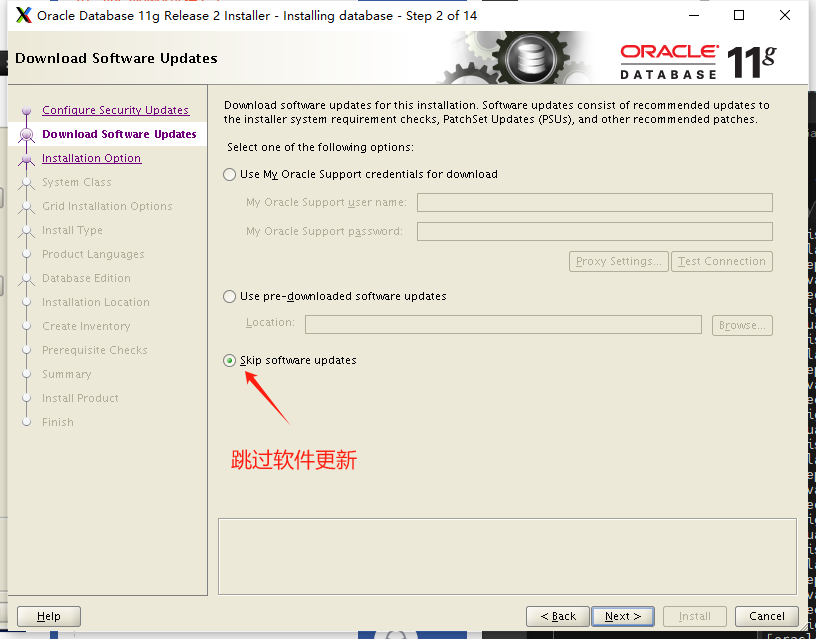 Oracle Database 11g Release 2 Installer - Installing database - Step 2 of 14
Download Software Updates
ORACLE
DATABASE 11g
Configure Security Updates
Download Software Updates
Installation Option
System Class
Grid Installation Options
Install Type
Product Languages
Database Edition
Installation Location
Create Inventory
Prerequisite Checks
Summary
Install Product
Finish
Download software updates for this installation. Software updates consist of recommended updates to
the installer system requirement checks, PatchSet Updates (PSUs), and other recommended patches.
Select one of the following options:
Use My Oracle Support credentials for download
My Oracle Support user name:
My Oracle Support password:
Proxy Settings... Test Connection
Use pre-downloaded software updates
Location: Browse...
Skip software updates
跳过软件更新
Help < Back Next > Install Cancel